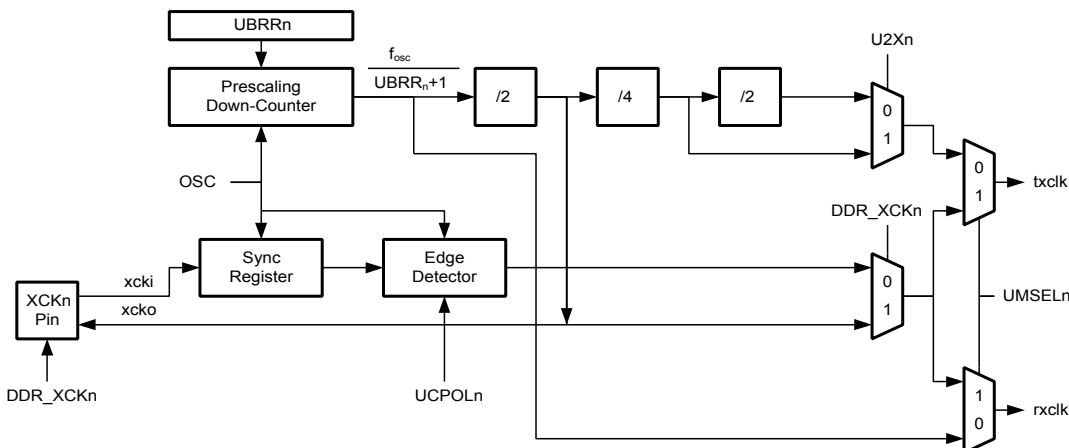 UBRRn
fosc
U2Xn
Prescaling
Down-Counter
UBRRn+1
/2
/4
/2
0
1
OSC
0
1
txclk
DDR_XCKn
Sync
Register
Edge
Detector
xcki
0
1
UMSELn
XCKn
Pin
xcko
DDR_XCKn
UCPOLn
1
0
rxclk